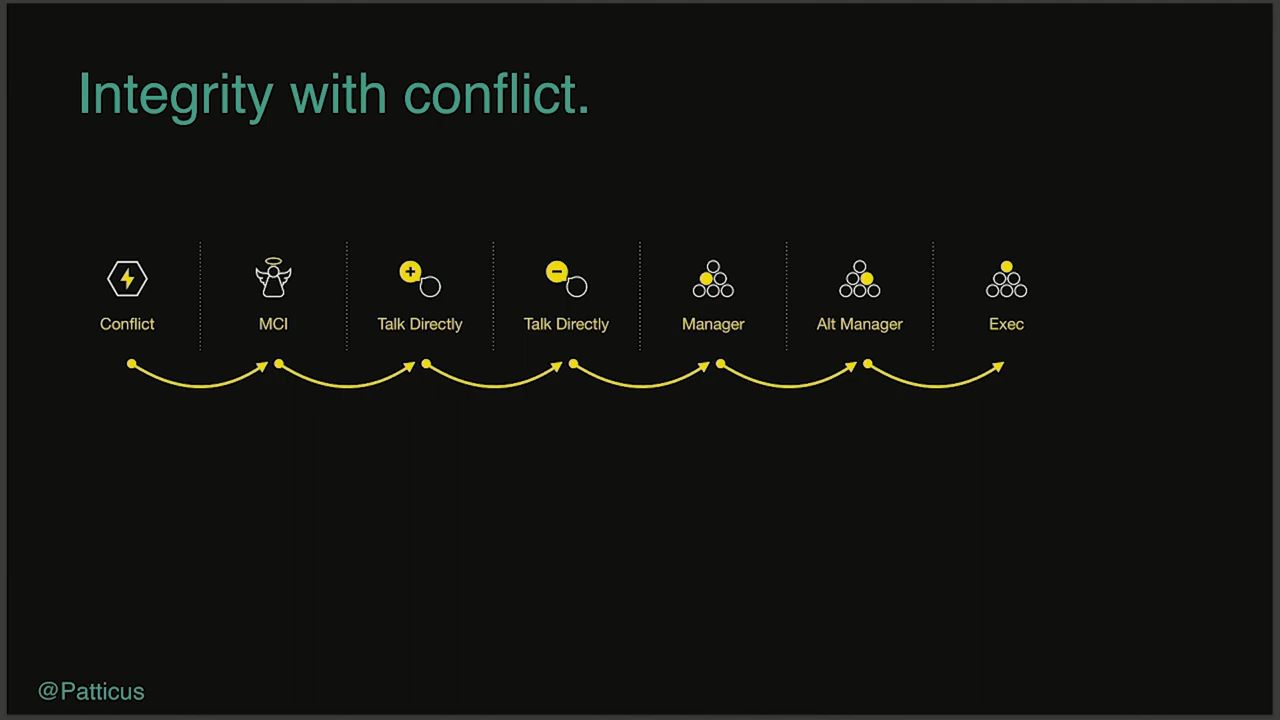 Integrity with conflict.
Conflict
MCI
Talk Directly
Talk Directly
Manager
Alt Manager
Exec
@Patticus